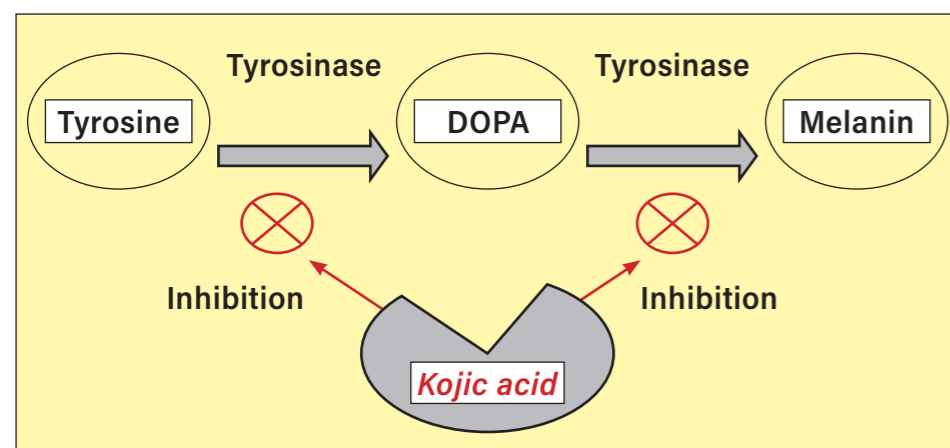 Tyrosinase
Tyrosinase
Tyrosine
DOPA
Melanin
Inhibition
Inhibition
Kojic acid